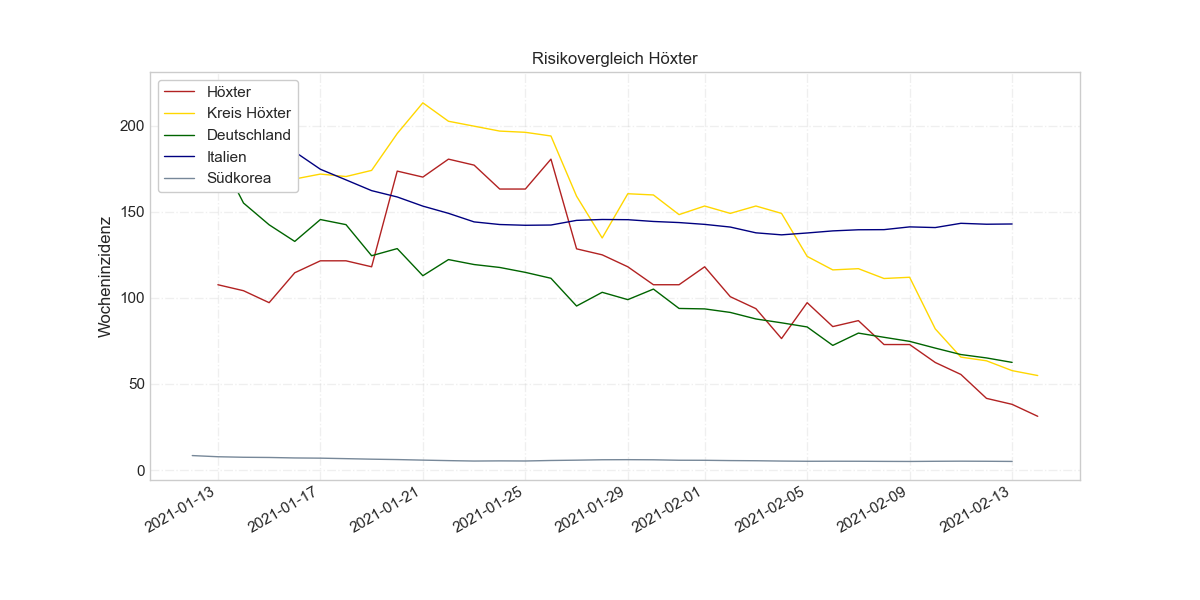 Risikovergleich Höxter
Höxter
Kreis Höxter
Deutschland
Italien
Südkorea
Wocheninzidenz
200
150
100
50
0
2021-01-13
2021-01-17
2021-01-21
2021-01-25
2021-01-29
2021-02-01
2021-02-05
2021-02-09
2021-02-13